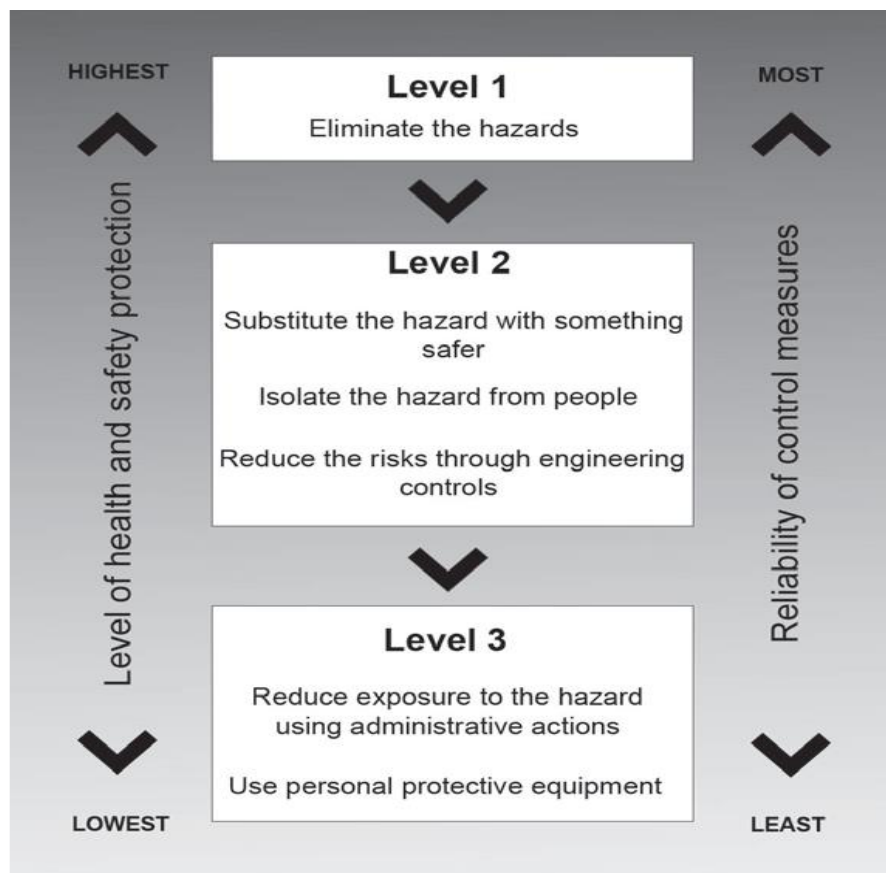 HIGHEST
MOST
Level 1
Eliminate the hazards
Level of health and safety protection
Reliability of control measures
Level 2
Substitute the hazard with something
safer
Isolate the hazard from people
Reduce the risks through engineering
controls
Level 3
Reduce exposure to the hazard
using administrative actions
Use personal protective equipment
LOWEST
LEAST